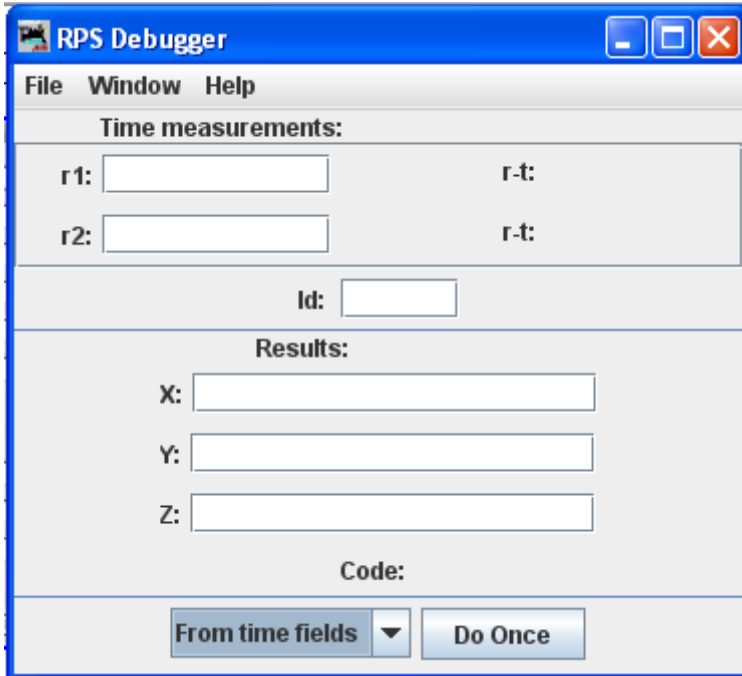 RPS Debugger
File Window Help
Time measurements:
r1: r-t:
r2: r-t:
Id:
Results:
X:
Y:
Z:
Code:
From time fields Do Once